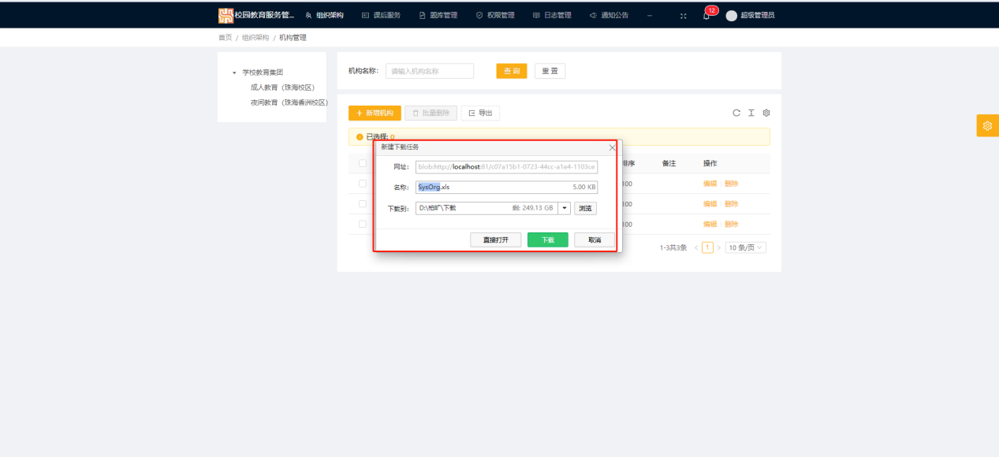 校园教育服务管... 组织架构 课后服务 题库管理 权限管理 日志管理 通知公告 12 超级管理员
首页 / 组织架构 / 机构管理
学校教育集团
成人教育（珠海校区）
夜间教育（珠海香洲校区）
机构名称: 请输入机构名称 查 询 重 置
+ 新增机构 批量删除 导出
已选择: 0
排序 备注 操作
100 编辑 删除
100 编辑 删除
100 编辑 删除
新建下载任务
网址: blob:http://localhost:81/c07a15b1-0723-44cc-a1e4-1103ce
名称: SysOrg.xls 5.00 KB
下载到: 剩: 249.13 GB 浏览
直接打开 下载 取消
1-3共3条 < 1 > 10 条/页